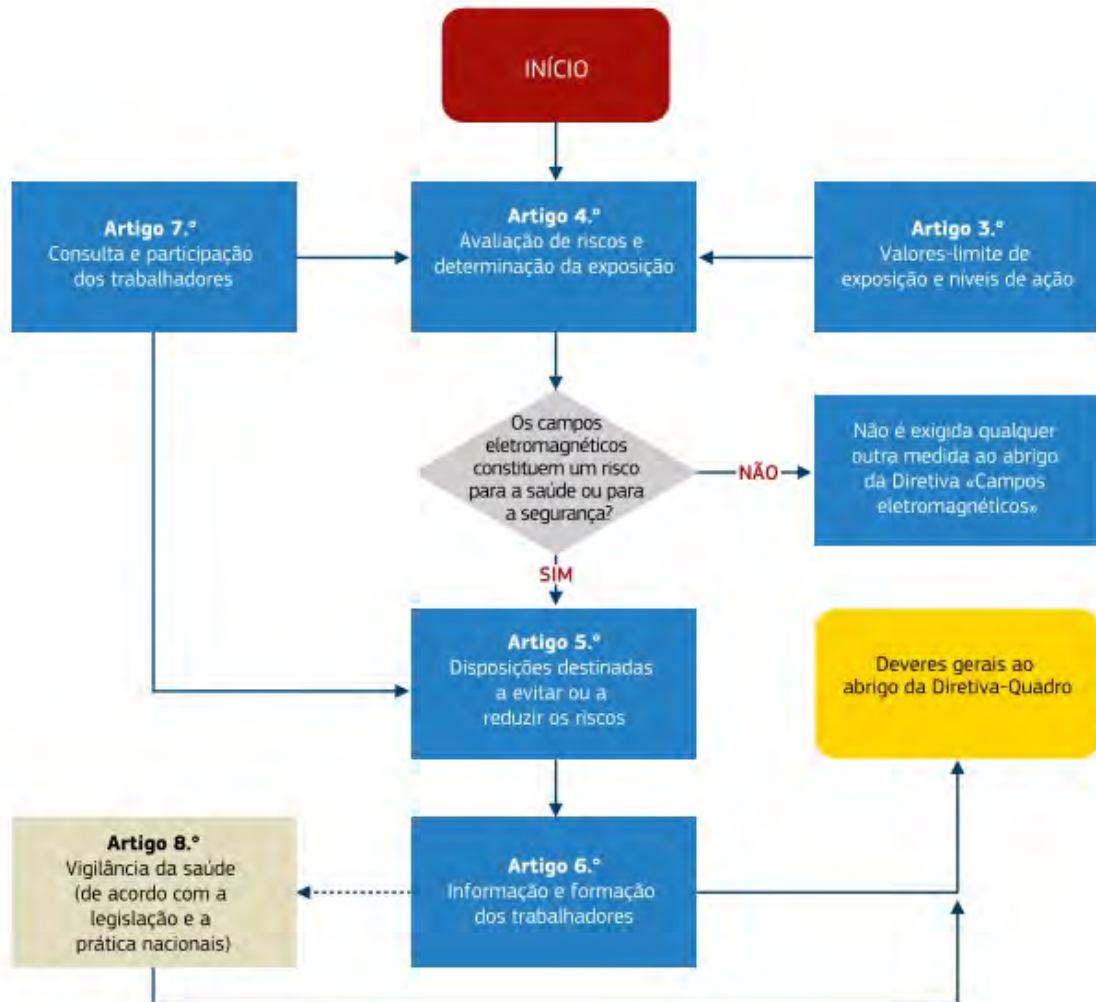 INÍCIO
Artigo 7.º
Consulta e participação
dos trabalhadores
Artigo 4.º
Avaliação de riscos e
determinação da exposição
Artigo 3.º
Valores-limite de
exposição e níveis de ação
Os campos
eletromagnéticos
constituem um risco
para a saúde ou para
a segurança?
NÃO
Não é exigida qualquer
outra medida ao abrigo
da Diretiva «Campos
eletromagnéticos»
SIM
Artigo 5.º
Disposições destinadas
a evitar ou a
reduzir os riscos
Deveres gerais ao
abrigo da Diretiva-Quadro
Artigo 8.º
Vigilância da saúde
(de acordo com a
legislação e a
prática nacionais)
Artigo 6.º
Informação e formação
dos trabalhadores